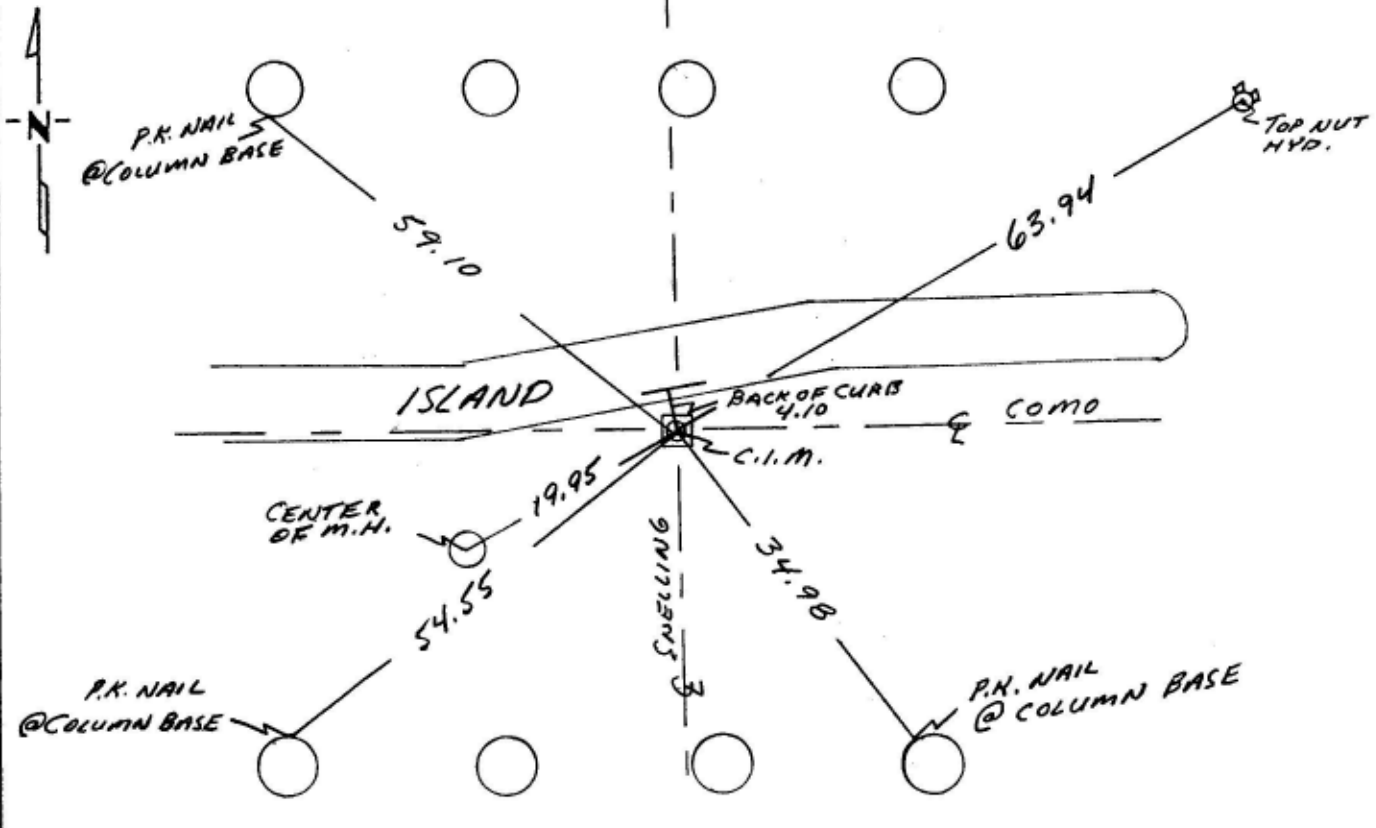 N
P.K. NAIL
@COLUMN BASE
TOP NUT
HYD.
59.10
63.94
ISLAND
BACK OF CURB
4.10
℄ COMO
C.I.M.
CENTER
OF M.H.
19.95
54.55
℄ SNELLING
34.98
P.K. NAIL
@COLUMN BASE
P.K. NAIL
@ COLUMN BASE